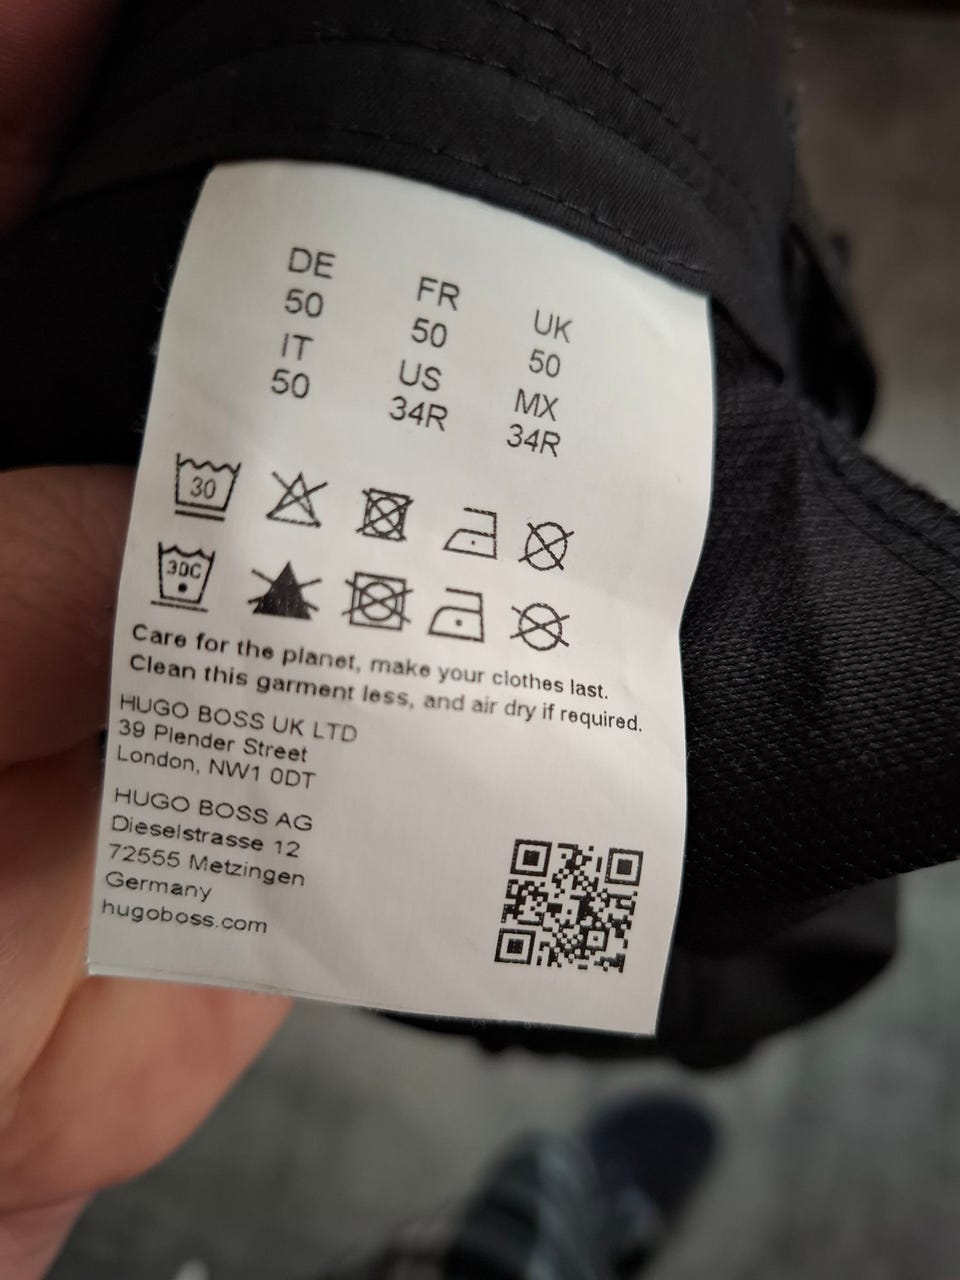 DE FR UK
50 50 50
IT US MX
50 34R 34R
30
30C
Care for the planet, make your clothes last.
Clean this garment less, and air dry if required.
HUGO BOSS UK LTD
39 Plender Street
London, NW1 0DT
HUGO BOSS AG
Dieselstrasse 12
72555 Metzingen
Germany
hugoboss.com